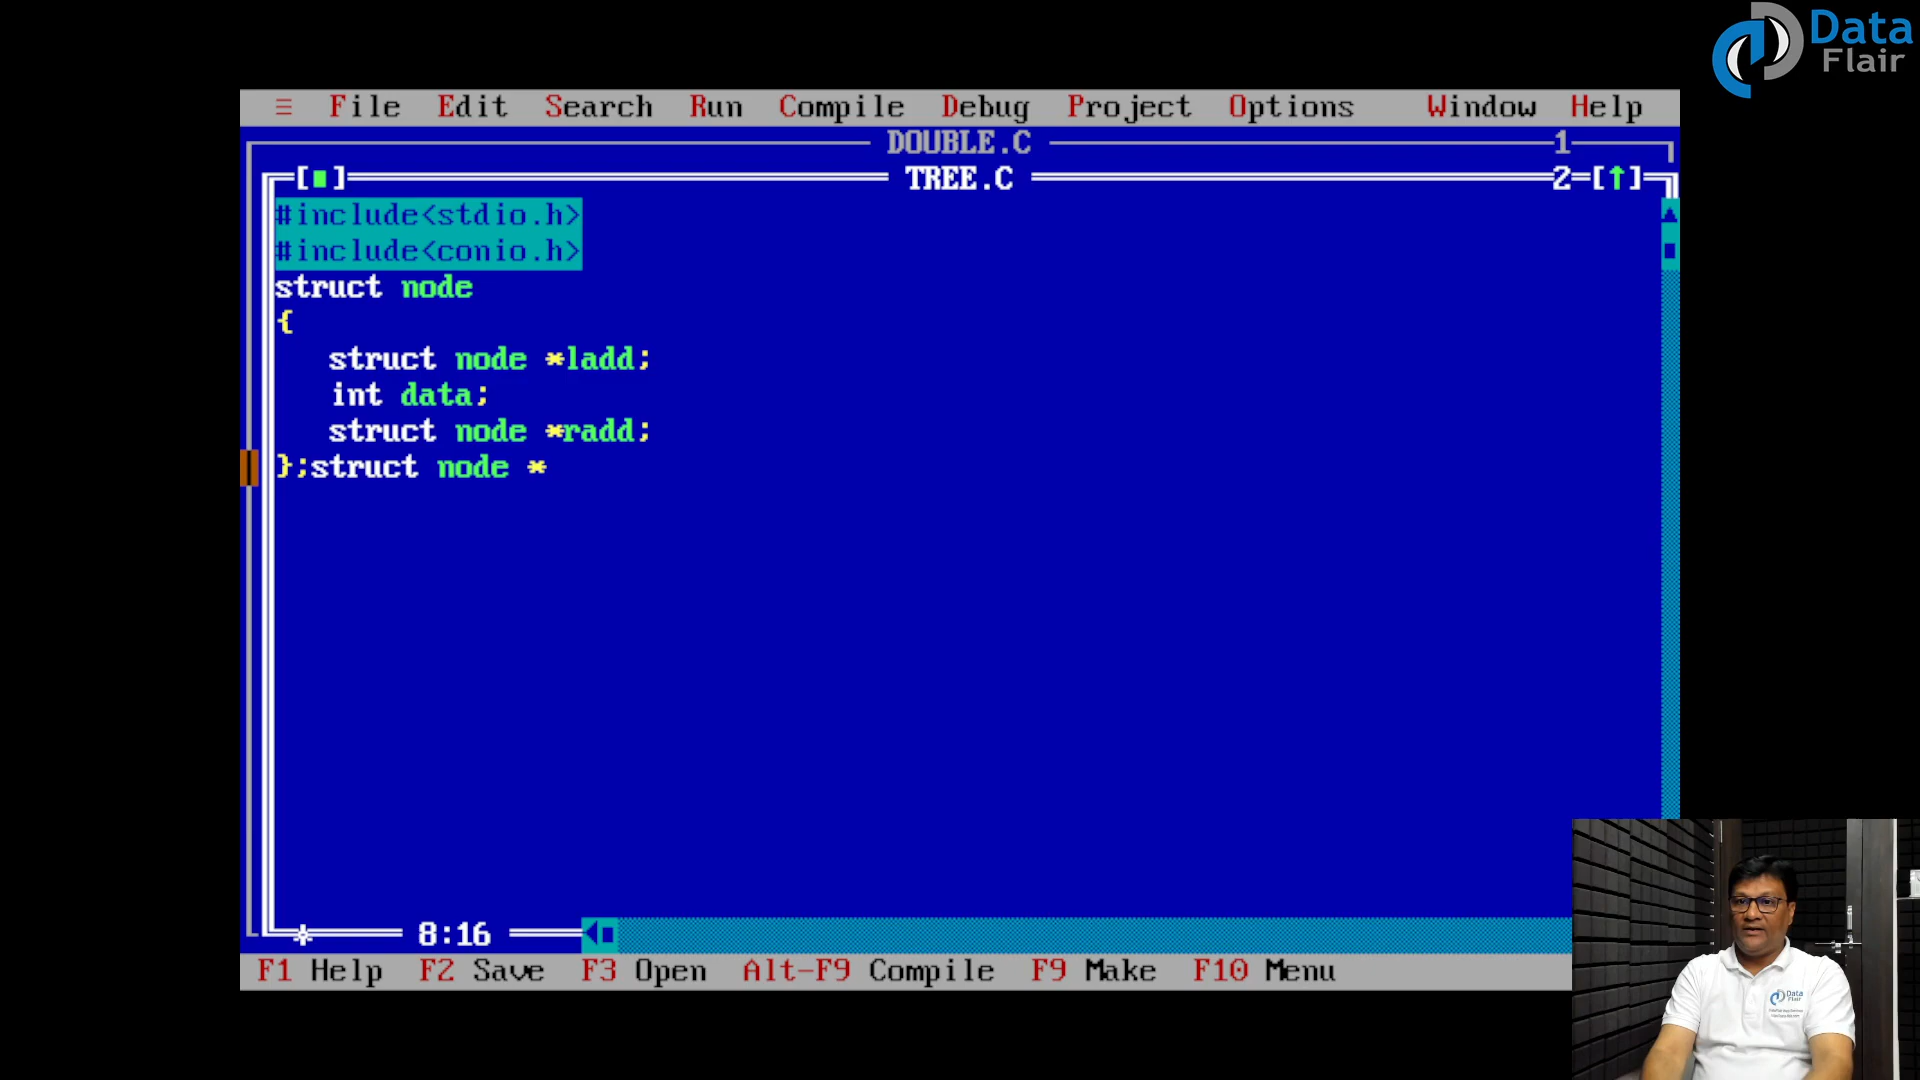 Data
Flair
≡ File Edit Search Run Compile Debug Project Options Window Help
DOUBLE.C 1
[■] TREE.C 2=[↑]
#include<stdio.h>
#include<conio.h>
struct node
{
struct node *ladd;
int data;
struct node *radd;
};struct node *
8:16
F1 Help F2 Save F3 Open Alt-F9 Compile F9 Make F10 Menu
Data
Flair